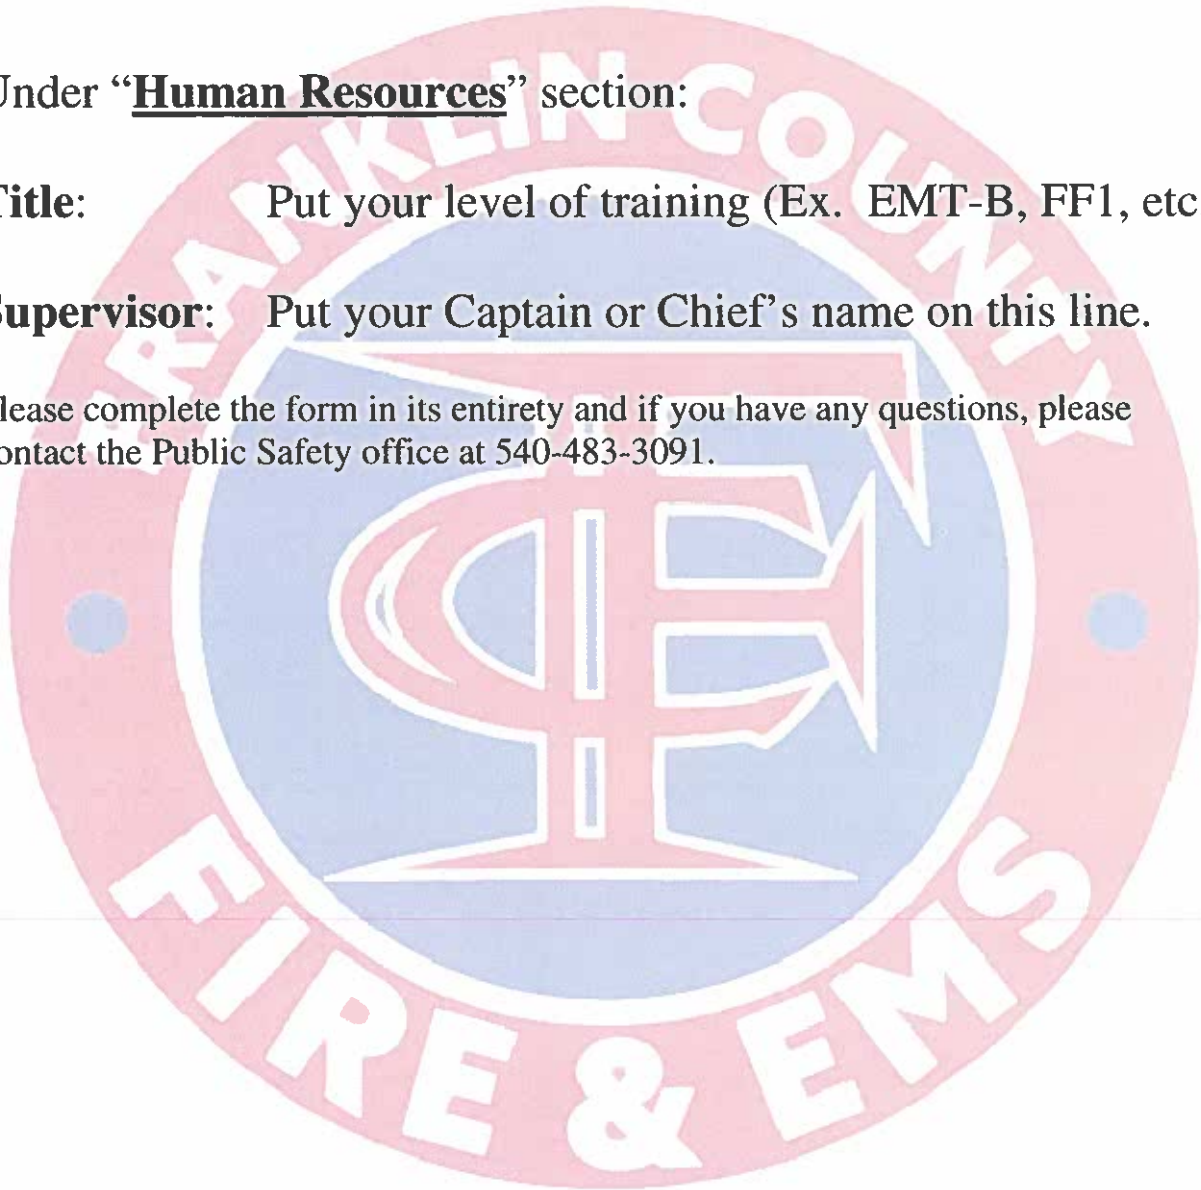 Under “Human Resources” section:
Title: Put your level of training (Ex. EMT-B, FF1, etc
Supervisor: Put your Captain or Chief's name on this line.
Please complete the form in its entirety and if you have any questions, please
contact the Public Safety office at 540-483-3091.
FRANKLIN COUNTY
FIRE & EMS